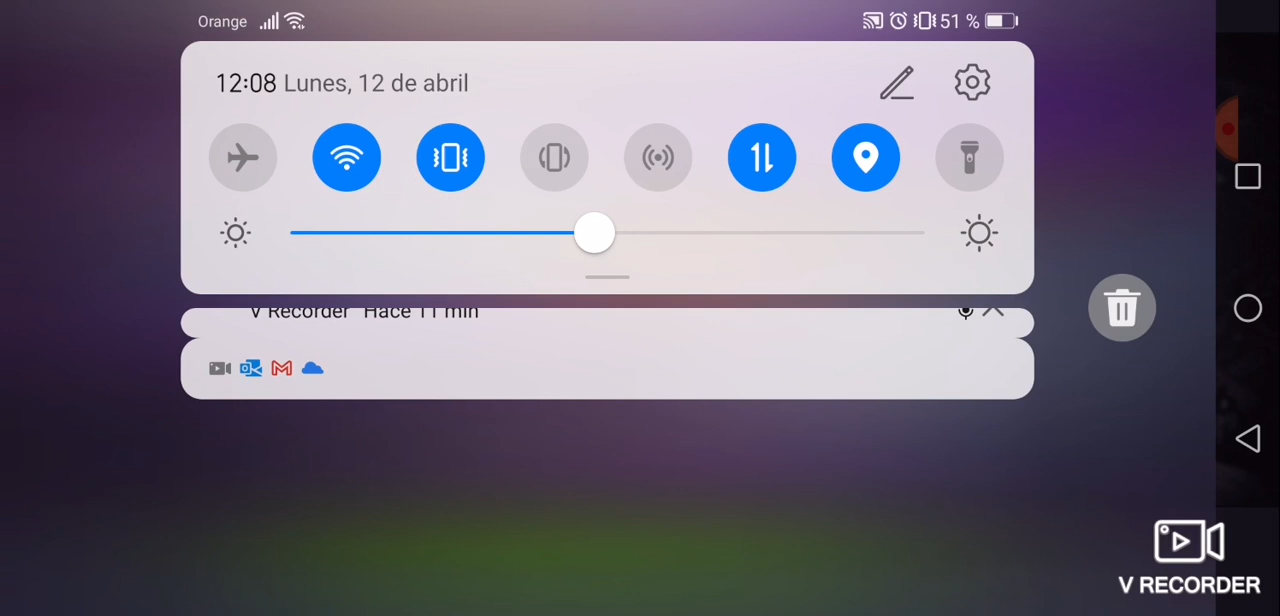 Orange 51 %
12:08 Lunes, 12 de abril
V Recorder Hace 11 min
V RECORDER